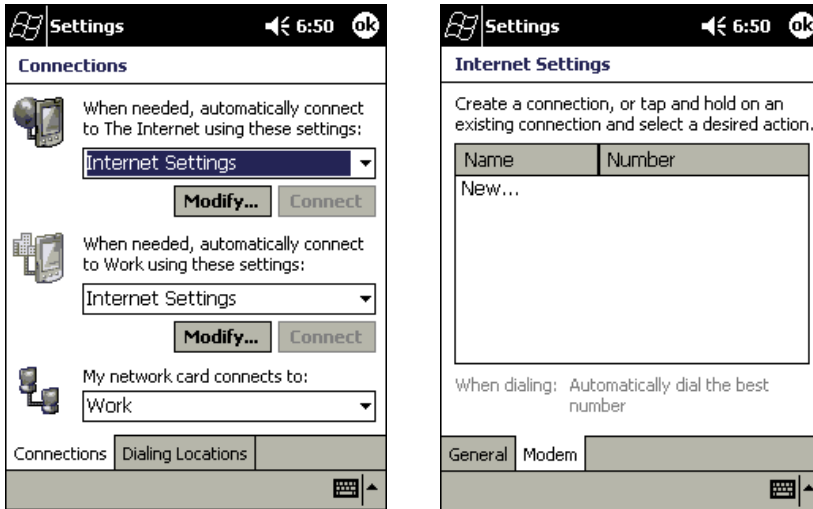 Settings 6:50 ok
Connections
When needed, automatically connect
to The Internet using these settings:
Internet Settings
Modify... Connect
When needed, automatically connect
to Work using these settings:
Internet Settings
Modify... Connect
My network card connects to:
Work
Connections Dialing Locations
Settings 6:50 ok
Internet Settings
Create a connection, or tap and hold on an
existing connection and select a desired action.
Name Number
New...
When dialing: Automatically dial the best
number
General Modem